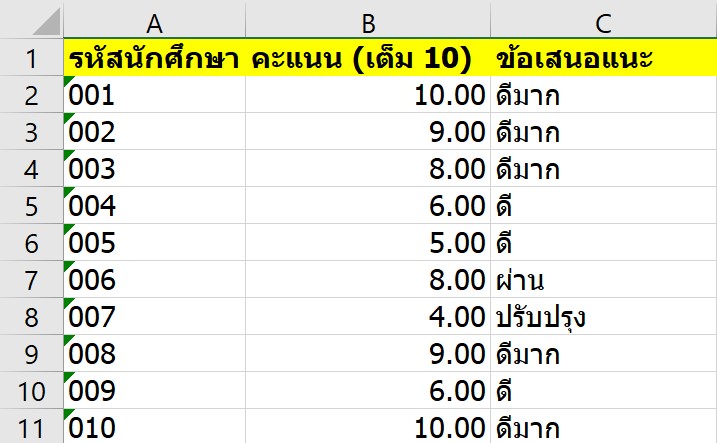 A B C
1 รหัสนักศึกษา คะแนน (เต็ม 10) ข้อเสนอแนะ
2 001 10.00 ดีมาก
3 002 9.00 ดีมาก
4 003 8.00 ดีมาก
5 004 6.00 ดี
6 005 5.00 ดี
7 006 8.00 ผ่าน
8 007 4.00 ปรับปรุง
9 008 9.00 ดีมาก
10 009 6.00 ดี
11 010 10.00 ดีมาก